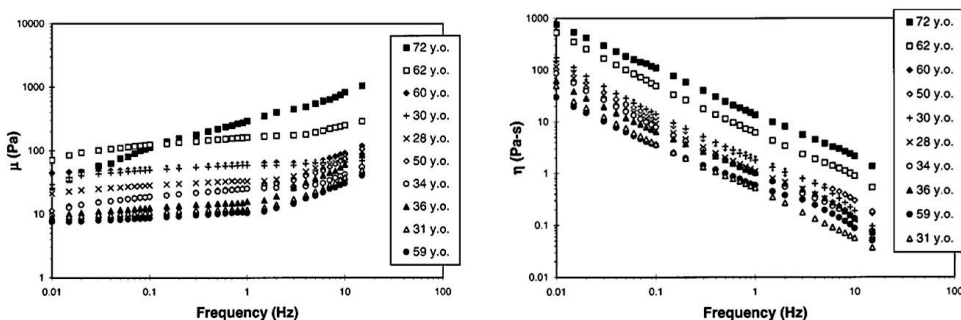 10000
1000
100
10
1
μ (Pa)
0.01 0.1 1 10 100
Frequency (Hz)
72 y.o.
62 y.o.
60 y.o.
30 y.o.
28 y.o.
50 y.o.
34 y.o.
36 y.o.
31 y.o.
59 y.o.
1000
100
10
1
0.1
0.01
η (Pa-s)
0.01 0.1 1 10 100
Frequency (Hz)
72 y.o.
62 y.o.
60 y.o.
50 y.o.
30 y.o.
28 y.o.
34 y.o.
36 y.o.
59 y.o.
31 y.o.